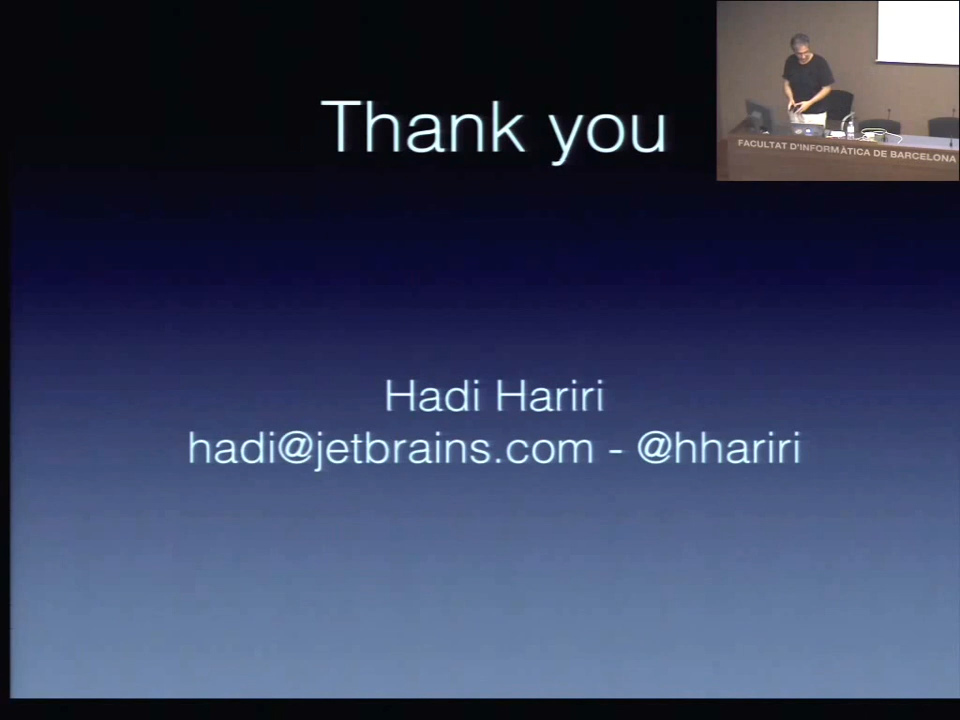 Thank you
FACULTAT D'INFORMÀTICA DE BARCELONA
Hadi Hariri
hadi@jetbrains.com - @hhariri